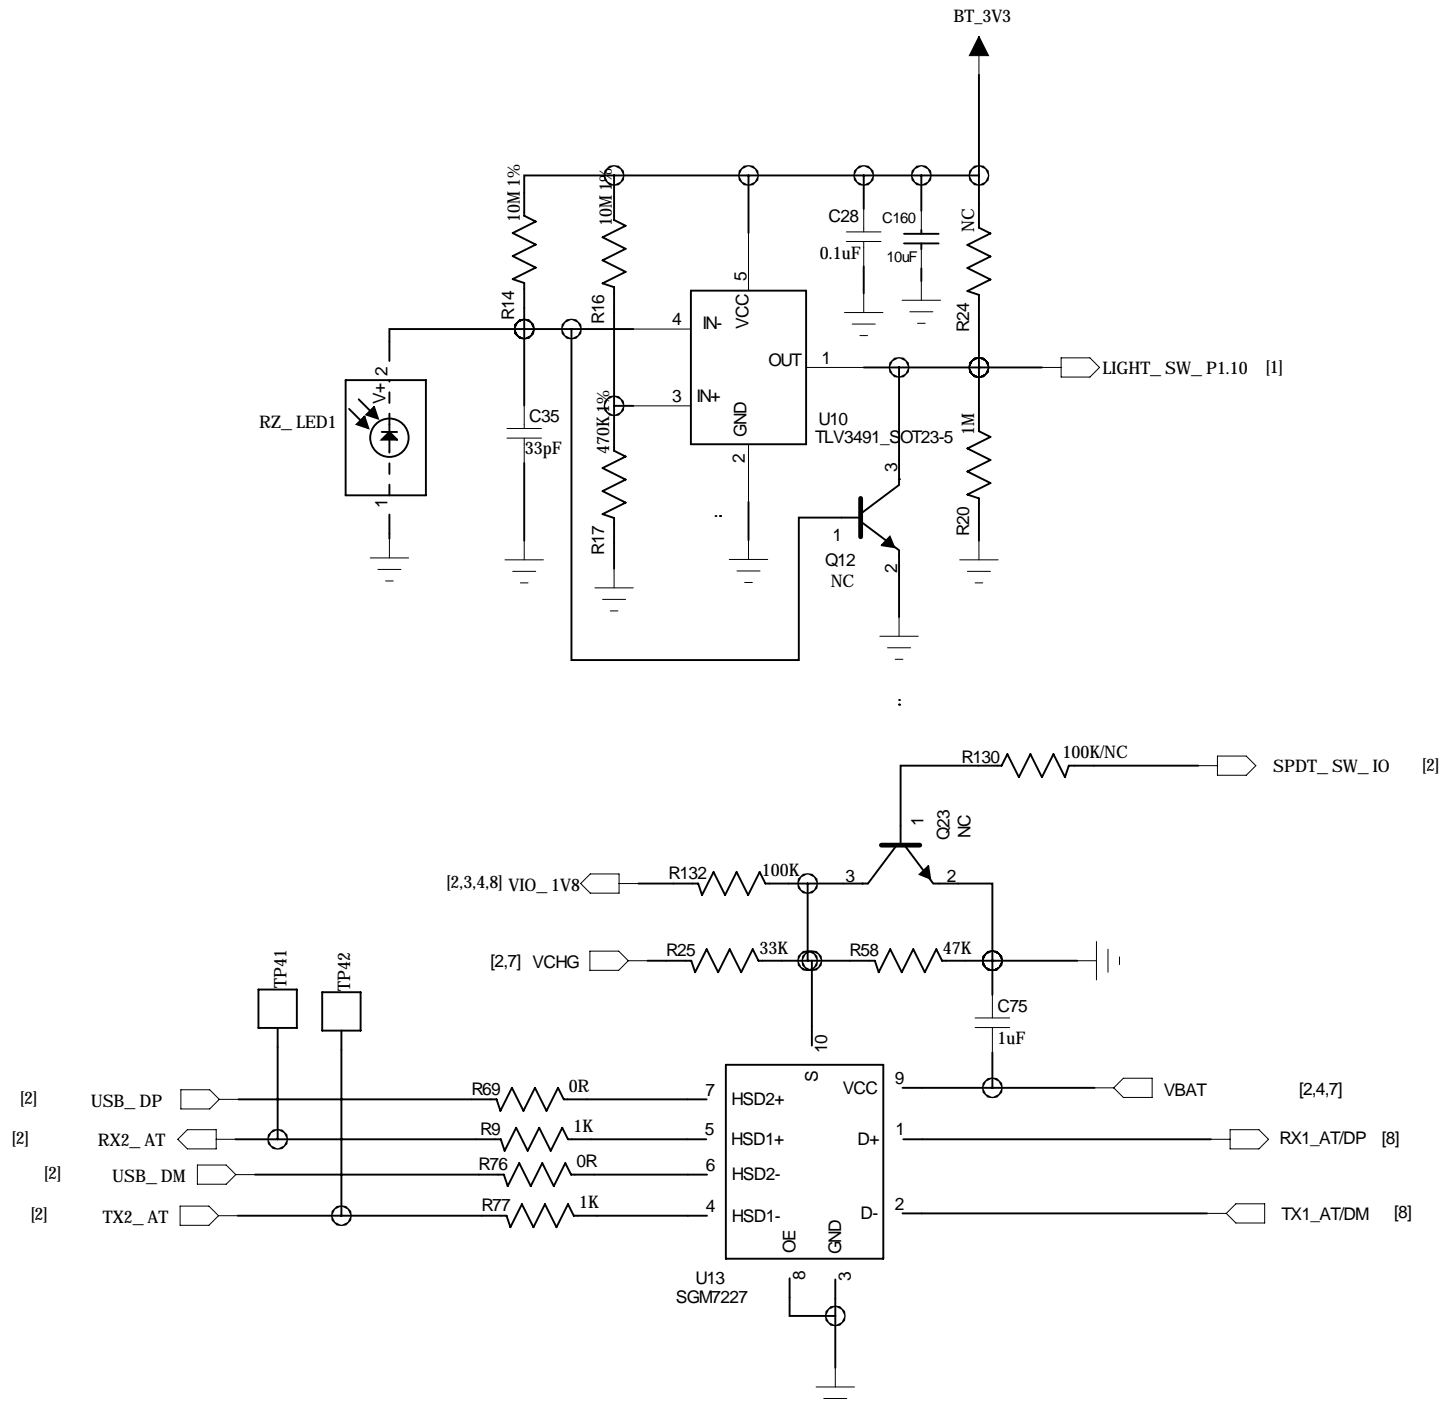 BT_3V3
10M 1%
10M 1%
NC
C28
0.1uF
C160
10uF
R14
R16
R24
5
VCC
4
IN-
OUT
1
LIGHT_SW_P1.10 [1]
3
IN+
GND
2
U10
TLV3491_SOT23-5
RZ_LED1
V+
2
1
C35
33pF
470K 1%
R17
1M
R20
3
1
Q12
NC
2
R130
100K/NC
SPDT_SW_IO [2]
1
Q23
NC
[2,3,4,8] VIO_1V8
R132
100K
3
2
[2,7] VCHG
R25
33K
R58
47K
TP41
TP42
C75
1uF
10
S
VCC
9
VBAT [2,4,7]
[2] USB_DP
R69
0R
7
HSD2+
[2] RX2_AT
R9
1K
5
HSD1+
D+
1
RX1_AT/DP [8]
[2] USB_DM
R76
0R
6
HSD2-
[2] TX2_AT
R77
1K
4
HSD1-
D-
2
TX1_AT/DM [8]
OE
GND
8
3
U13
SGM7227